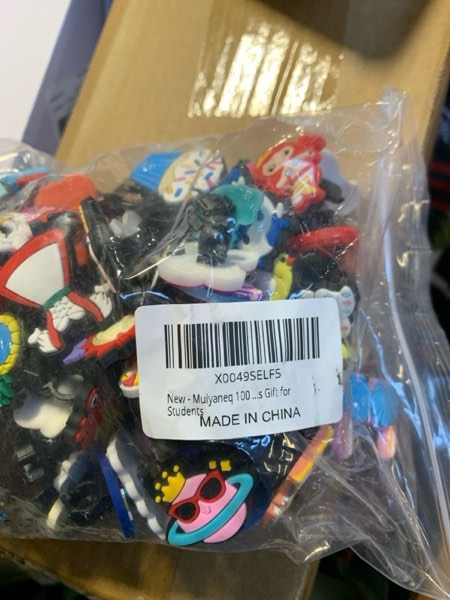 X0049SELF5
New - Muiyaneq 100 ...s Gift for
Students
MADE IN CHINA